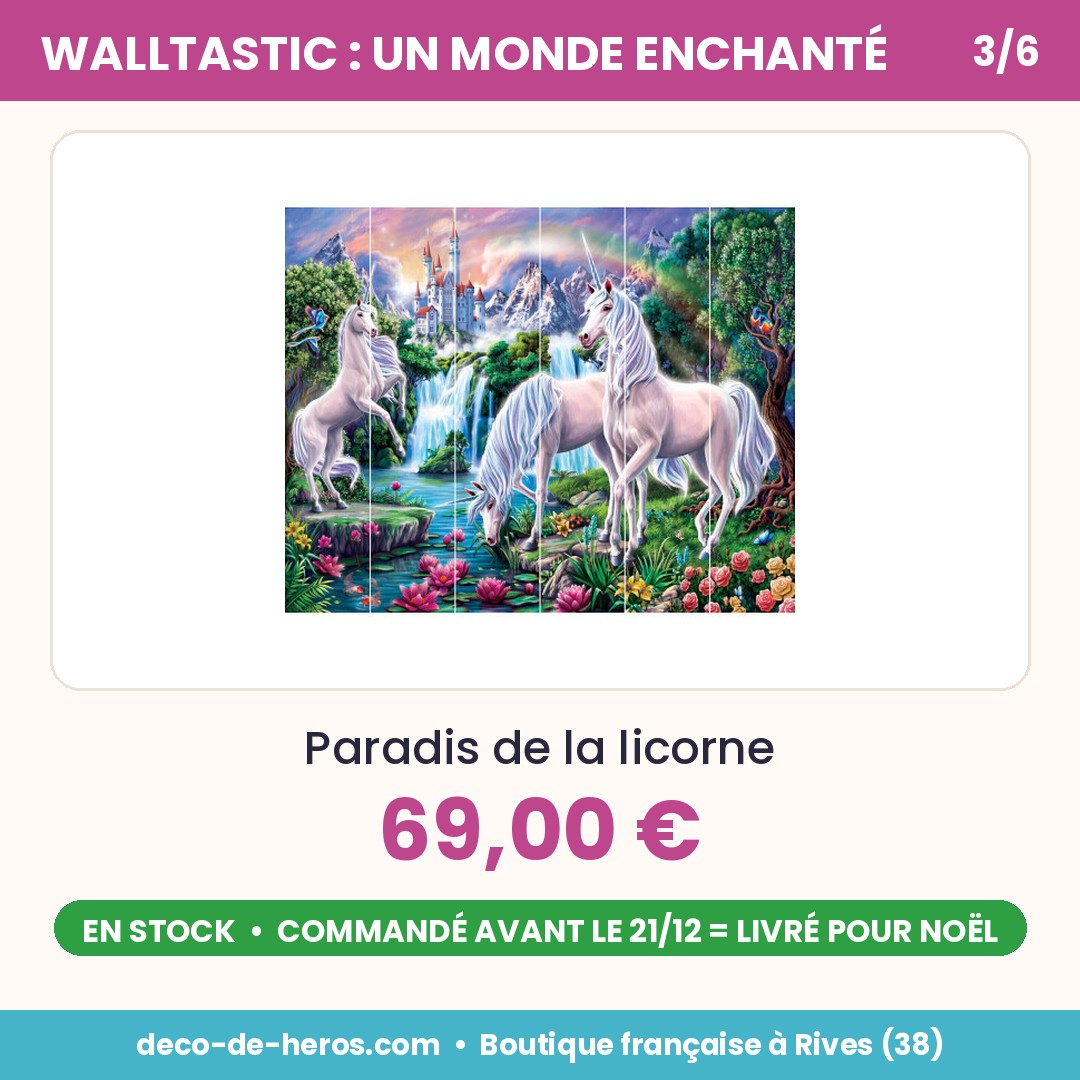 WALLTASTIC : UN MONDE ENCHANTÉ 3/6
Paradis de la licorne
69,00 €
EN STOCK • COMMANDÉ AVANT LE 21/12 = LIVRÉ POUR NOËL
deco-de-heros.com • Boutique française à Rives (38)